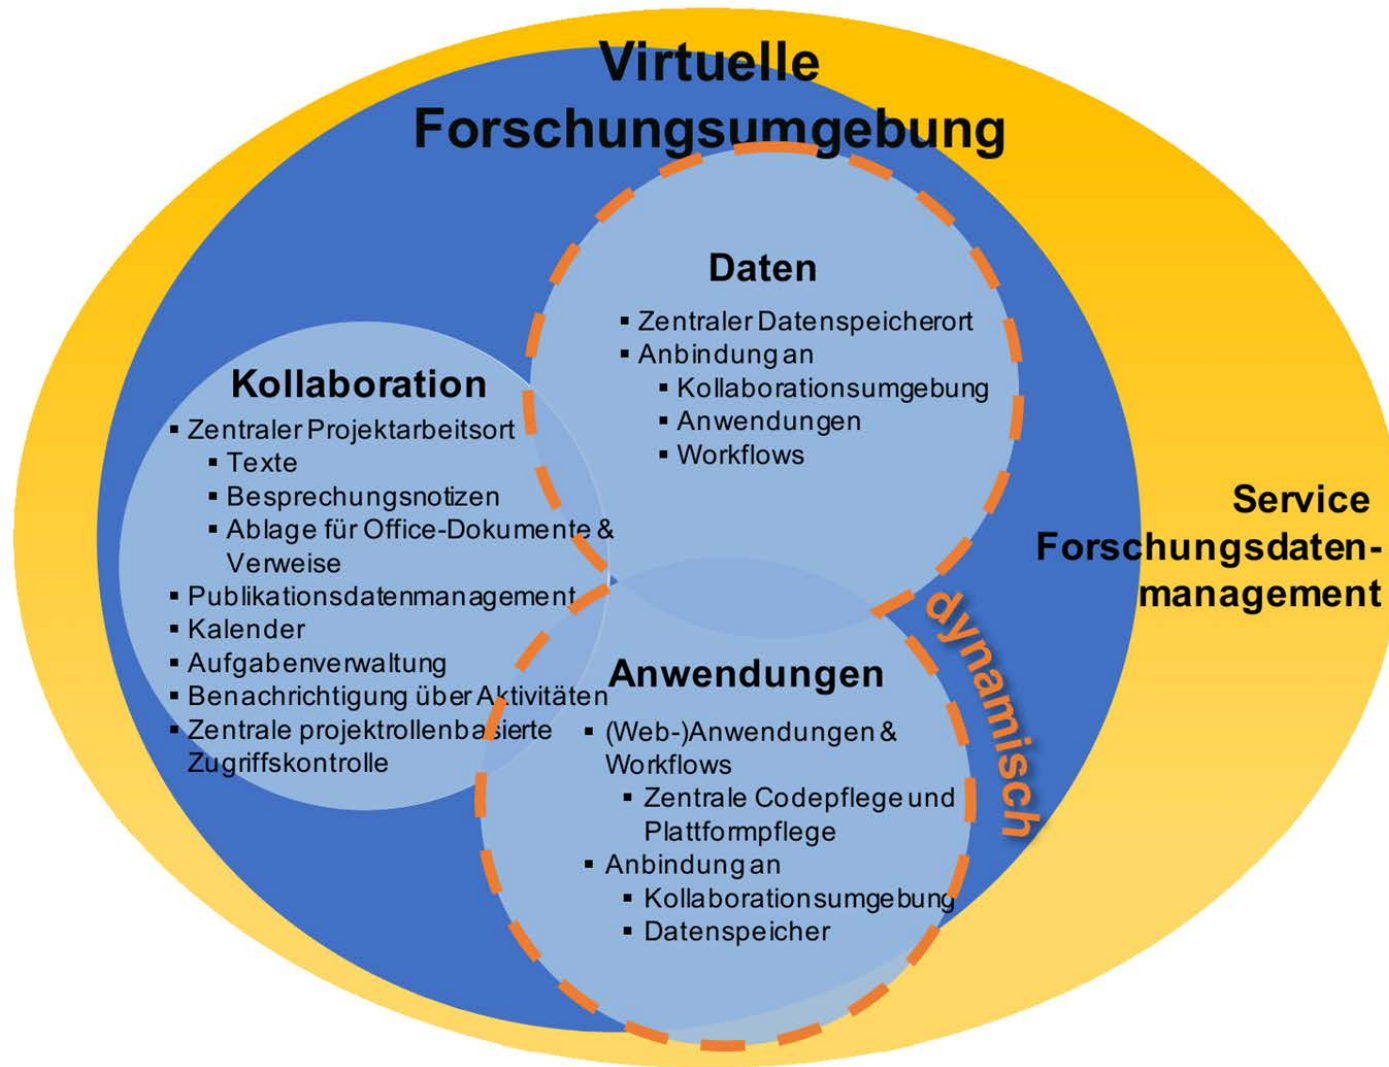 Virtuelle
Forschungsumgebung
Daten
▪ Zentraler Datenspeicherort
▪ Anbindung an
▪ Kollaborationsumgebung
▪ Anwendungen
▪ Workflows
Kollaboration
▪ Zentraler Projektarbeitsort
▪ Texte
▪ Besprechungsnotizen
▪ Ablage für Office-Dokumente &
Verweise
▪ Publikationsdatenmanagement
▪ Kalender
▪ Aufgabenverwaltung
▪ Benachrichtigung über Aktivitäten
▪ Zentrale projektrollenbasierte
Zugriffskontrolle
Anwendungen
▪ (Web-)Anwendungen &
Workflows
▪ Zentrale Codepflege und
Plattformpflege
▪ Anbindung an
▪ Kollaborationsumgebung
▪ Datenspeicher
dynamisch
Service
Forschungsdaten-
management